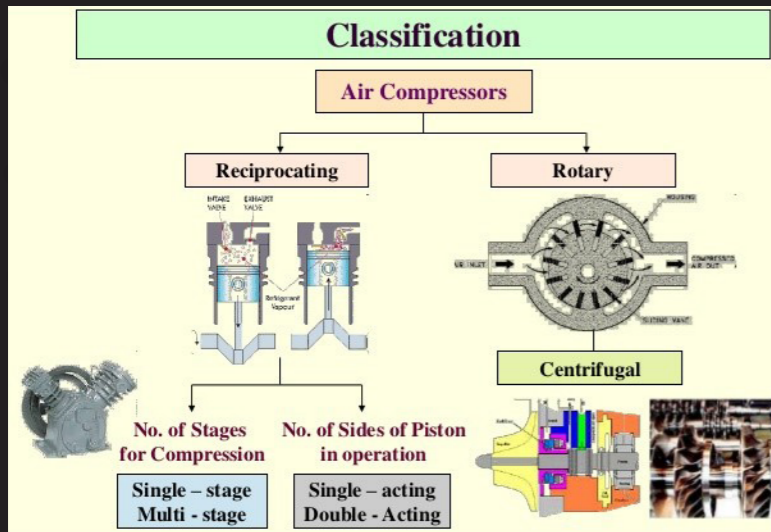 Classification
Air Compressors
Reciprocating
Rotary
INTAKE
VALVE
EXHAUST
VALVE
Refrigerant
Vapour
HOUSING
AIR INLET
COMPRESSED
AIR OUT
SLIDING VANE
Centrifugal
No. of Stages
for Compression
No. of Sides of Piston
in operation
Single – stage
Multi - stage
Single – acting
Double - Acting